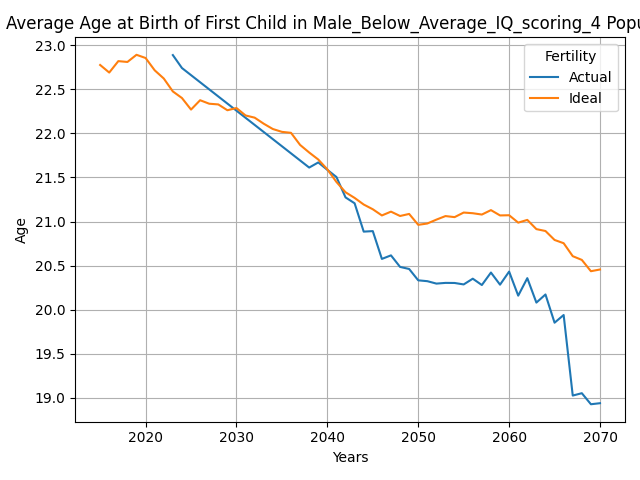 Average Age at Birth of First Child in Male_Below_Average_IQ_scoring_4
23.0
22.5
22.0
21.5
21.0
20.5
20.0
19.5
19.0
Age
Fertility
Actual
Ideal
2020 2030 2040 2050 2060 2070
Years